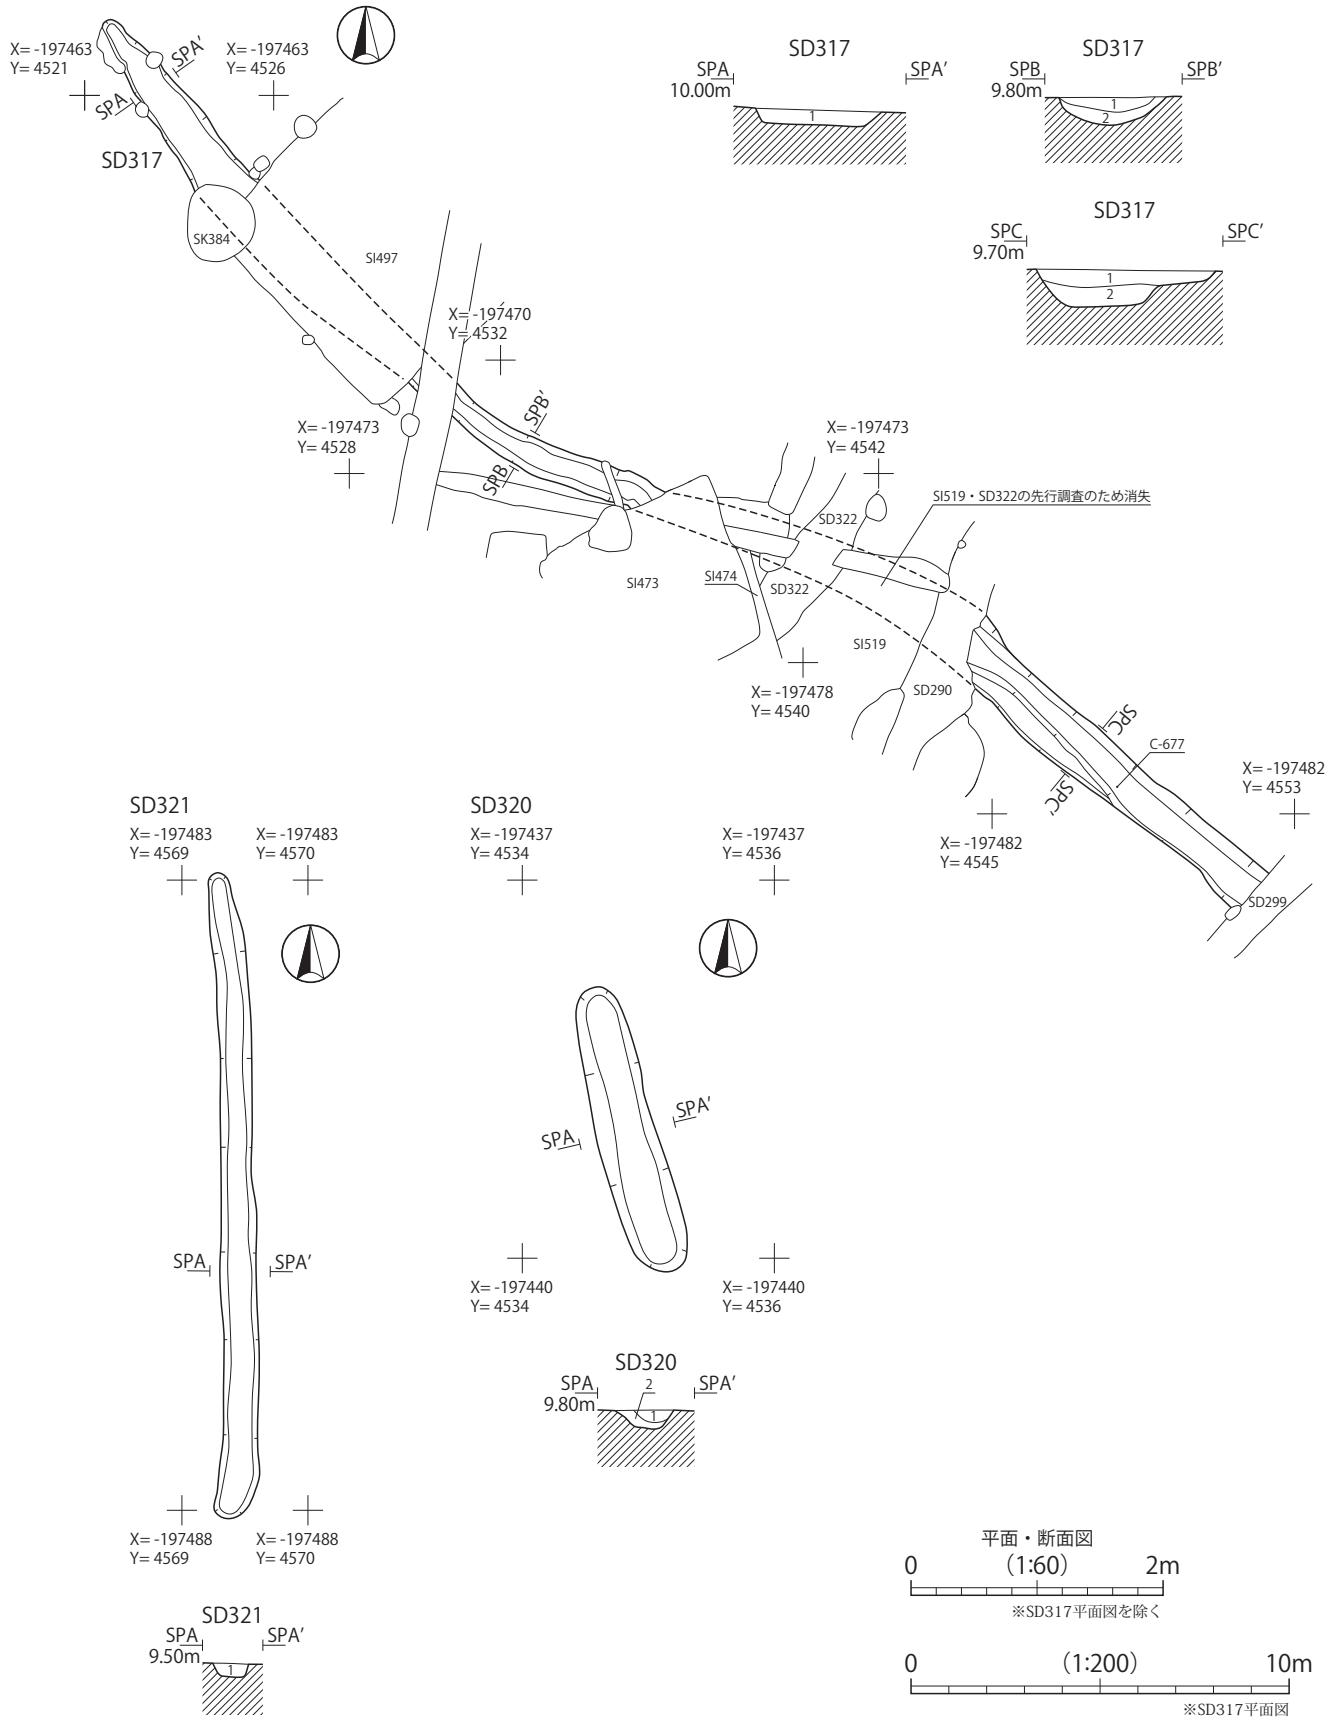 X= -197463
Y= 4521
SPA'
X= -197463
Y= 4526
SPA
SD317
SK384
SI497
X= -197470
Y= 4532
X= -197473
Y= 4528
SPB'
SPB
X= -197473
Y= 4542
SI519・SD322の先行調査のため消失
SD322
SI473
SI474
SD322
SI519
X= -197478
Y= 4540
SD290
SPC
C-677
SPC'
X= -197482
Y= 4553
X= -197482
Y= 4545
SD299
SD317
SPA
SPA'
10.00m
1
SD317
SPB
SPB'
9.80m
1
2
SD317
SPC
SPC'
9.70m
1
2
SD321
X= -197483
Y= 4569
X= -197483
Y= 4570
SPA
SPA'
X= -197488
Y= 4569
X= -197488
Y= 4570
SD321
SPA
SPA'
9.50m
1
SD320
X= -197437
Y= 4534
X= -197437
Y= 4536
SPA
SPA'
X= -197440
Y= 4534
X= -197440
Y= 4536
SD320
SPA
SPA'
9.80m
2
1
平面・断面図
0 (1:60) 2m
※SD317平面図を除く
0 (1:200) 10m
※SD317平面図